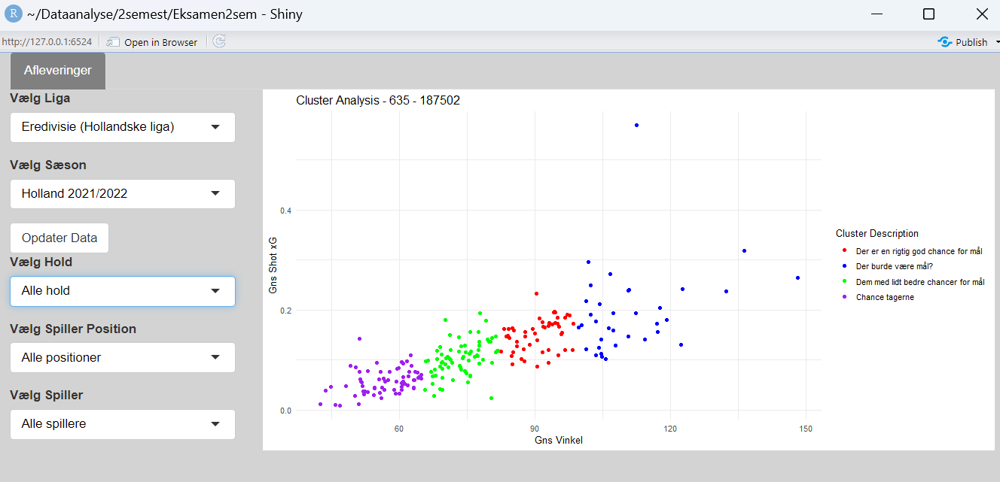 R ~/Dataanalyse/2semest/Eksamen2sem - Shiny
http://127.0.0.1:6524 Open in Browser Publish
Afleveringer
Vælg Liga
Eredivisie (Hollandske liga)
Vælg Sæson
Holland 2021/2022
Opdater Data
Vælg Hold
Alle hold
Vælg Spiller Position
Alle positioner
Vælg Spiller
Alle spillere
Cluster Analysis - 635 - 187502
Gns Shot xG
0.4
0.2
0.0
60 90 120 150
Gns Vinkel
Cluster Description
Der er en rigtig god chance for mål
Der burde være mål?
Dem med lidt bedre chancer for mål
Chance tagerne